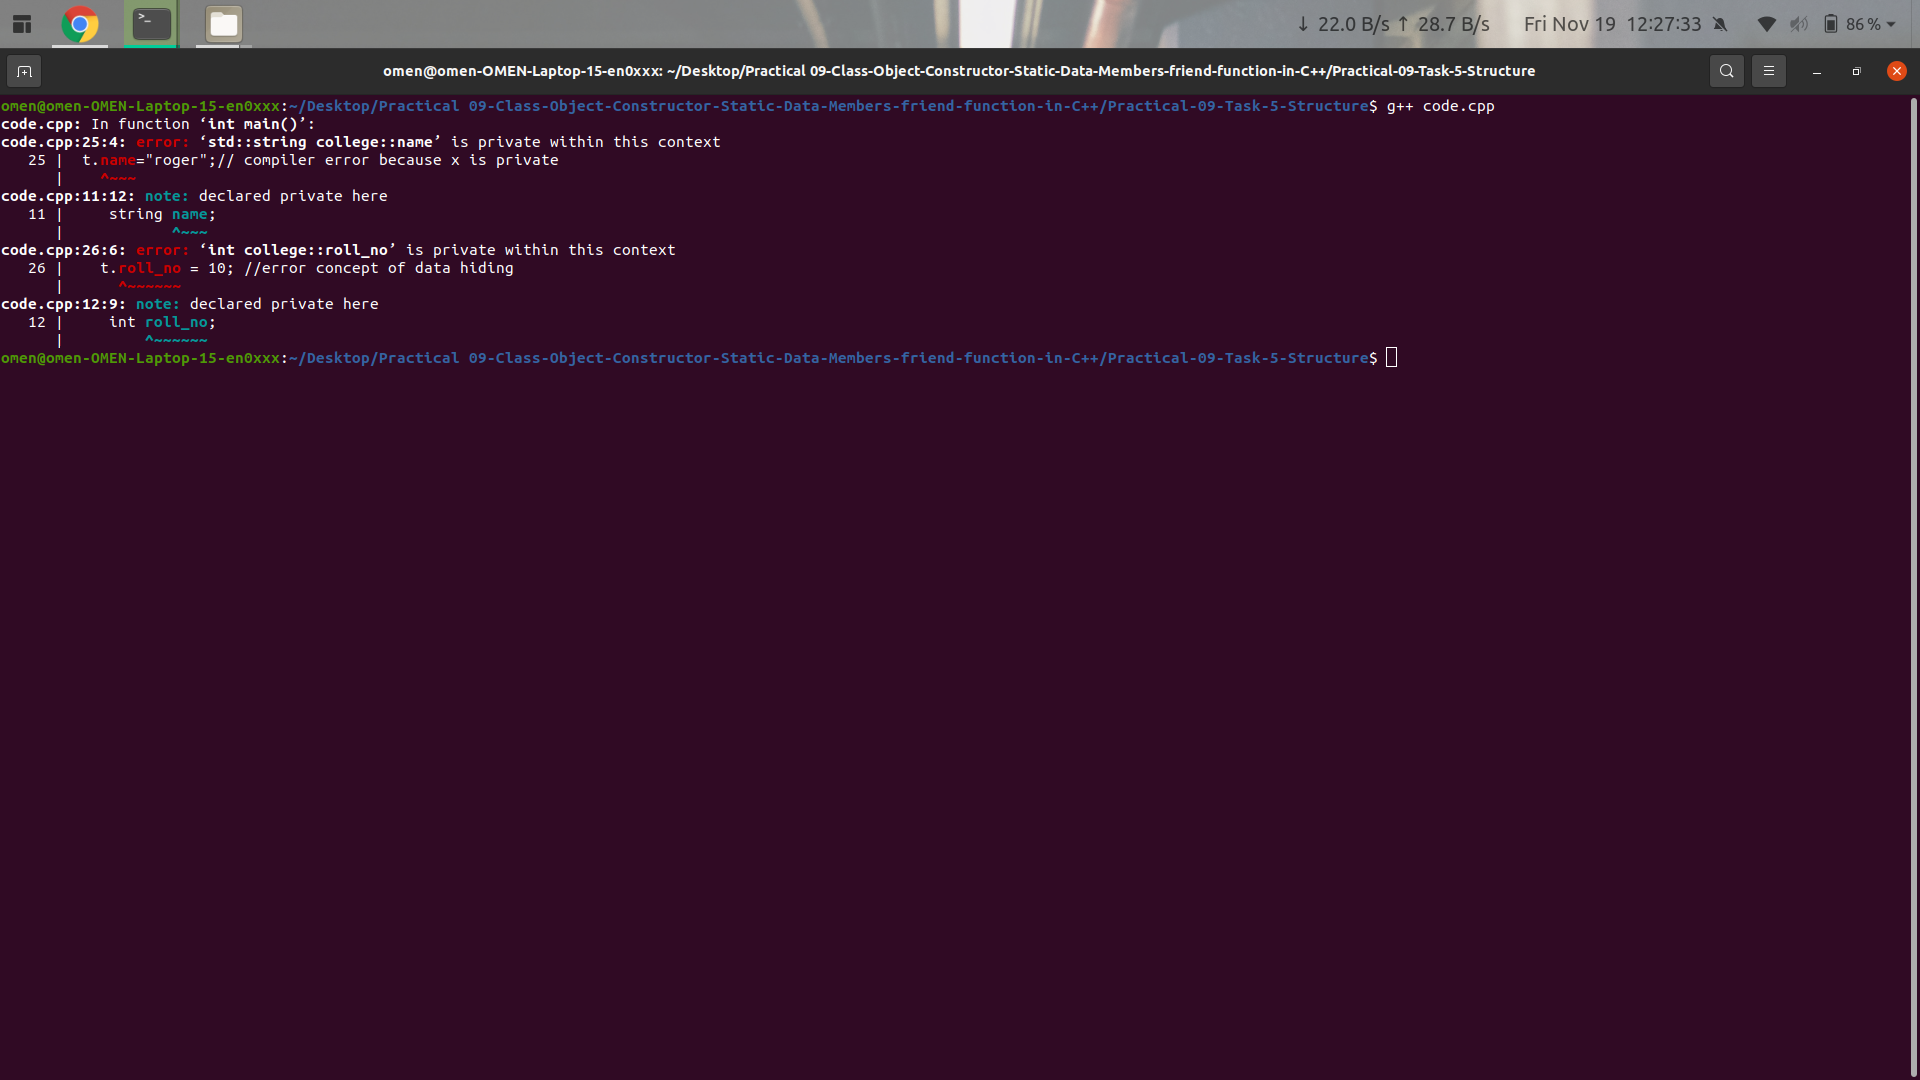 ↓ 22.0 B/s ↑ 28.7 B/s Fri Nov 19 12:27:33 86 %
omen@omen-OMEN-Laptop-15-en0xxx: ~/Desktop/Practical 09-Class-Object-Constructor-Static-Data-Members-friend-function-in-C++/Practical-09-Task-5-Structure
omen@omen-OMEN-Laptop-15-en0xxx:~/Desktop/Practical 09-Class-Object-Constructor-Static-Data-Members-friend-function-in-C++/Practical-09-Task-5-Structure$ g++ code.cpp
code.cpp: In function ‘int main()’:
code.cpp:25:4: error: ‘std::string college::name’ is private within this context
   25 |  t.name="roger";// compiler error because x is private
      |    ^~~~
code.cpp:11:12: note: declared private here
   11 |     string name;
      |            ^~~~
code.cpp:26:6: error: ‘int college::roll_no’ is private within this context
   26 |    t.roll_no = 10; //error concept of data hiding
      |      ^~~~~~~
code.cpp:12:9: note: declared private here
   12 |     int roll_no;
      |         ^~~~~~~
omen@omen-OMEN-Laptop-15-en0xxx:~/Desktop/Practical 09-Class-Object-Constructor-Static-Data-Members-friend-function-in-C++/Practical-09-Task-5-Structure$